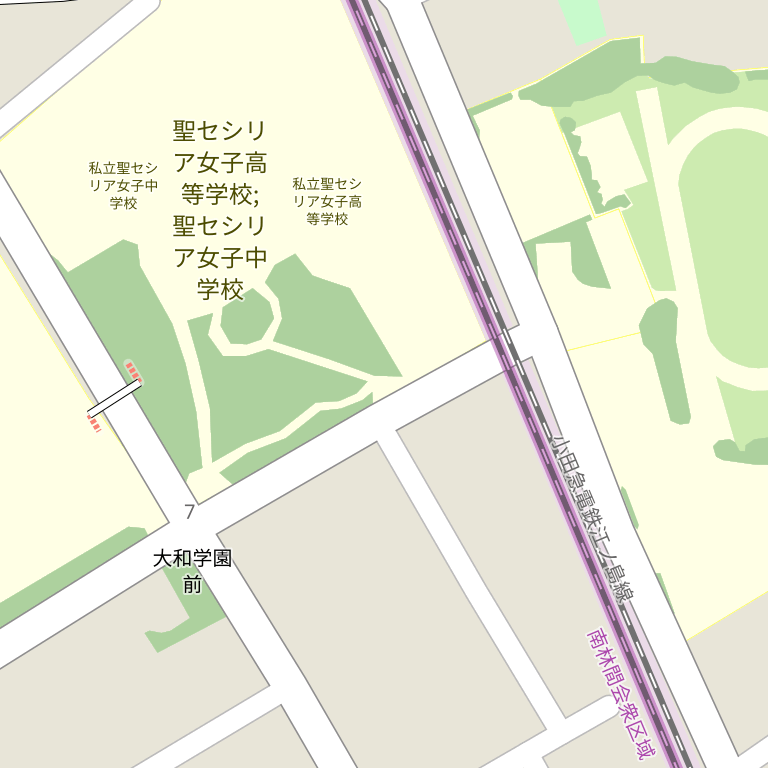 聖セシリ
ア女子高
等学校;
聖セシリ
ア女子中
学校
私立聖セシ
リア女子中
学校
私立聖セシ
リア女子高
等学校
小田急電鉄江ノ島線
7
大和学園
前
南林間会衆区域